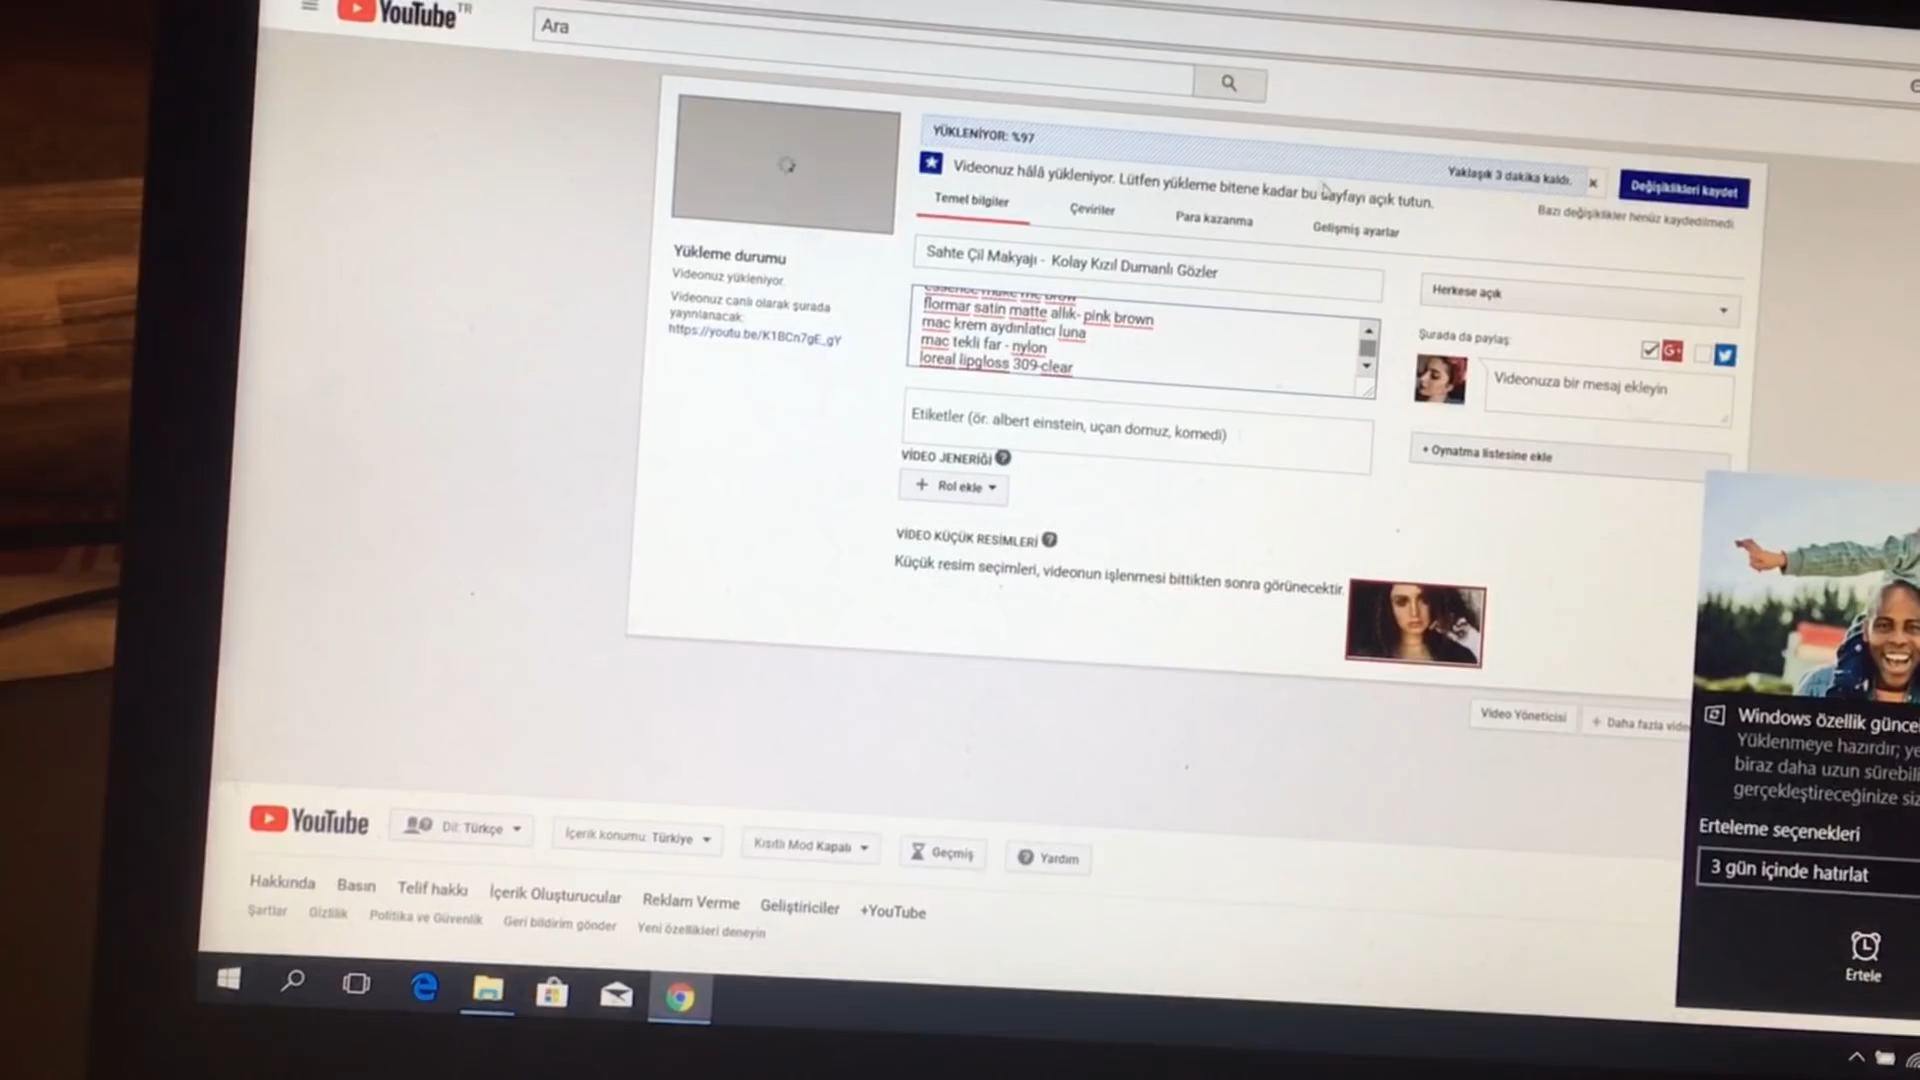 YouTube TR
Ara
YÜKLENİYOR: %97
Yaklaşık 3 dakika kaldı.
Değişiklikleri kaydet
Videonuz hâlâ yükleniyor. Lütfen yükleme bitene kadar bu sayfayı açık tutun.
Bazı değişiklikler henüz kaydedilmedi.
Temel bilgiler
Çeviriler
Para kazanma
Gelişmiş ayarlar
Yükleme durumu
Videonuz yükleniyor.
Videonuz canlı olarak şurada
yayınlanacak:
https://youtu.be/K1BCn7gE_gY
Sahte Çil Makyajı - Kolay Kızıl Dumanlı Gözler
essence make me brow
flormar satin matte allık- pink brown
mac krem aydınlatıcı luna
mac tekli far - nylon
loreal lipgloss 309-clear
Herkese açık
Şurada da paylaş
G+
Videonuza bir mesaj ekleyin
Etiketler (ör. albert einstein, uçan domuz, komedi)
+ Oynatma listesine ekle
VİDEO JENERİĞİ ?
+ Rol ekle
VİDEO KÜÇÜK RESİMLERİ ?
Küçük resim seçimleri, videonun işlenmesi bittikten sonra görünecektir.
Video Yöneticisi
+ Daha fazla video
Windows özellik günce
Yüklenmeye hazırdır; ye
biraz daha uzun sürebili
gerçekleştireceğinize siz
Erteleme seçenekleri
3 gün içinde hatırlat
Ertele
YouTube
Dil: Türkçe
İçerik konumu: Türkiye
Kısıtlı Mod Kapalı
Geçmiş
Yardım
Hakkında Basın Telif hakkı İçerik Oluşturucular Reklam Verme Geliştiriciler +YouTube
Şartlar Gizlilik Politika ve Güvenlik Geri bildirim gönder Yeni özellikleri deneyin